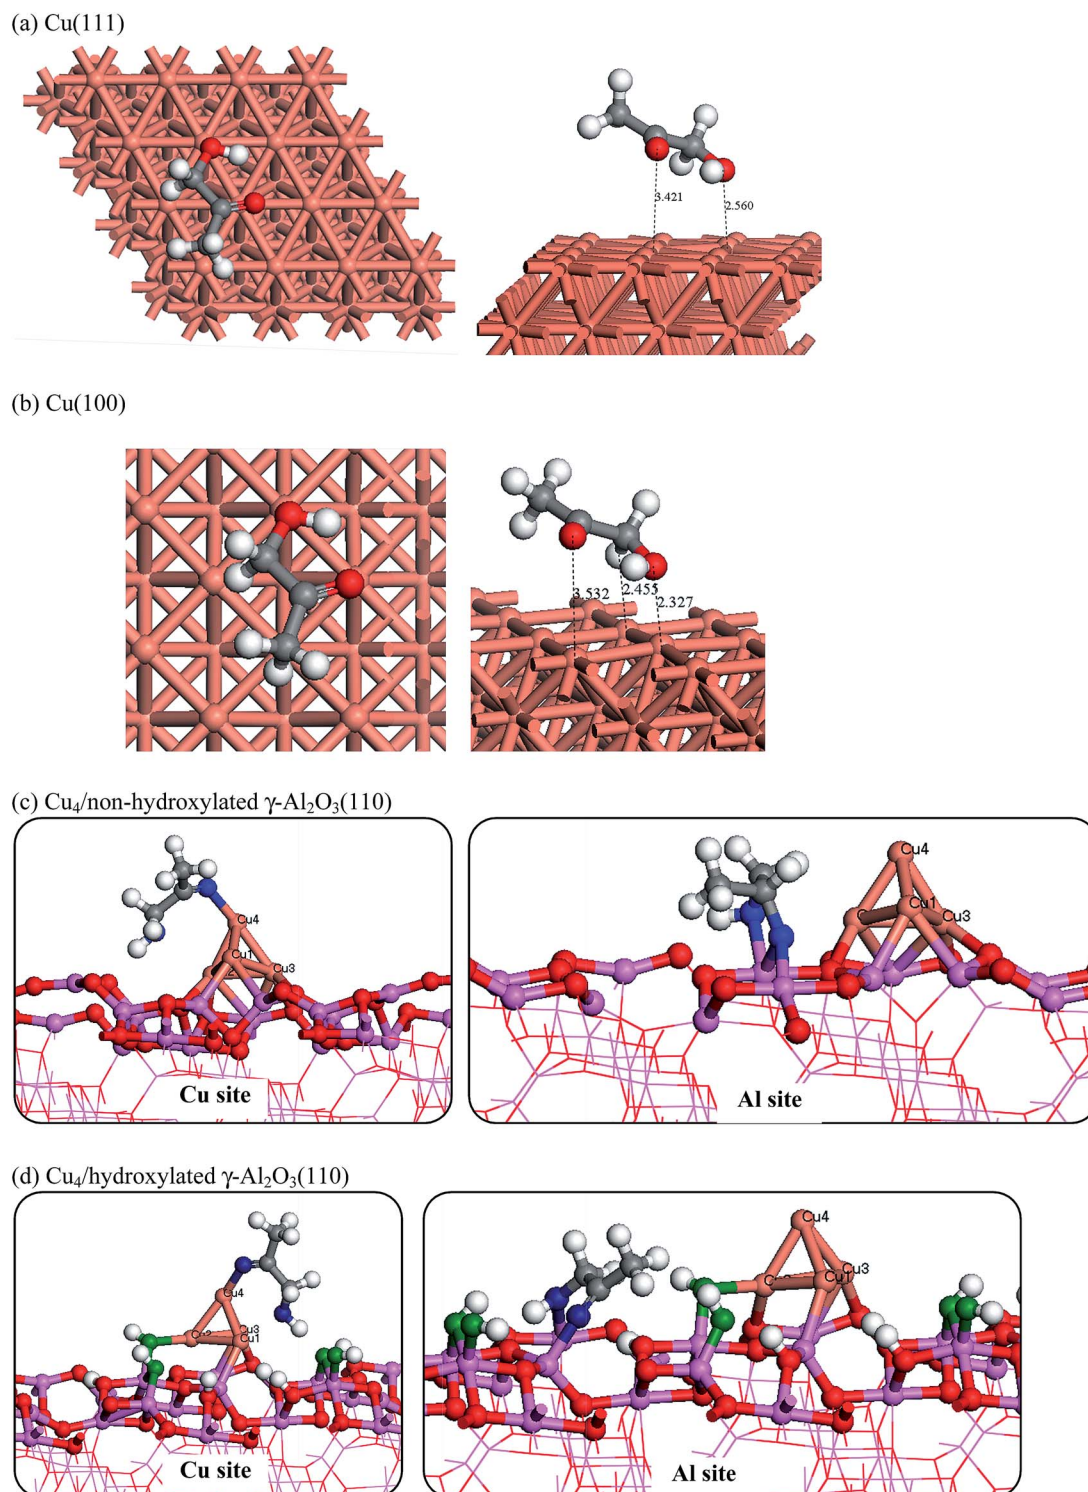 (a) Cu(111)
3.421
2.560
(b) Cu(100)
3.532
2.455
2.327
(c) Cu₄/non-hydroxylated γ-Al₂O₃(110)
Cu4
Cu1
2
Cu3
Cu site
Cu4
Cu1
Cu3
Al site
(d) Cu₄/hydroxylated γ-Al₂O₃(110)
Cu4
Cu2
Cu3
Cu1
Cu site
Cu4
Cu3
Cu1
Al site